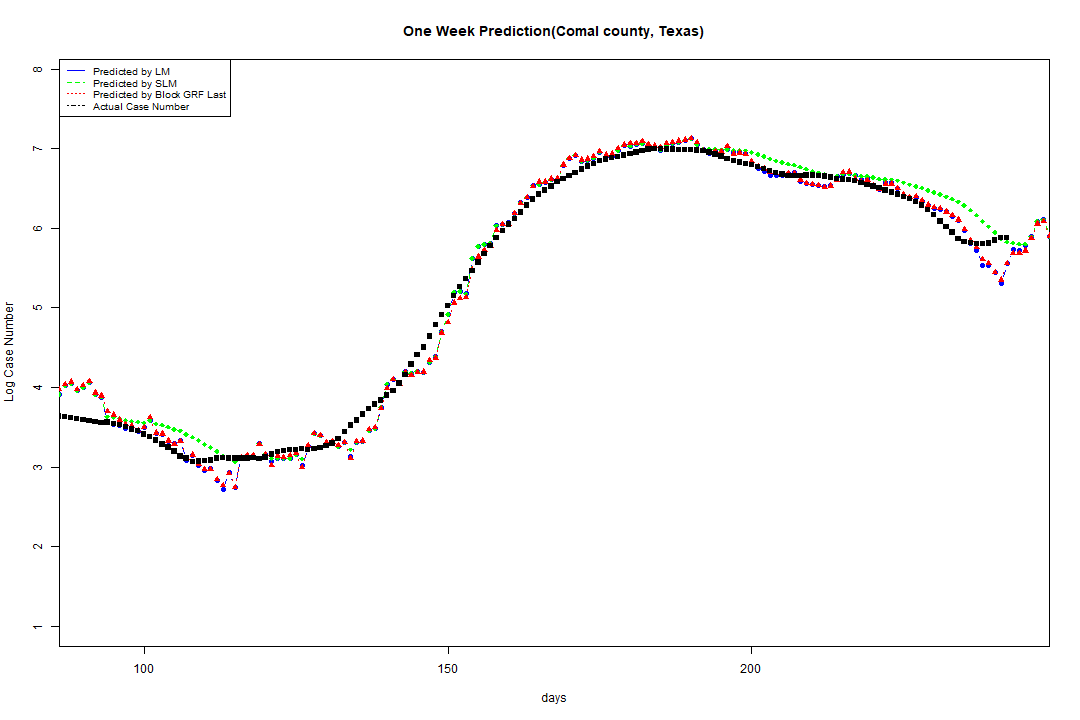 One Week Prediction(Comal county, Texas)
Predicted by LM
Predicted by SLM
Predicted by Block GRF Last
Actual Case Number
8
7
6
5
4
3
2
1
Log Case Number
100 150 200
days